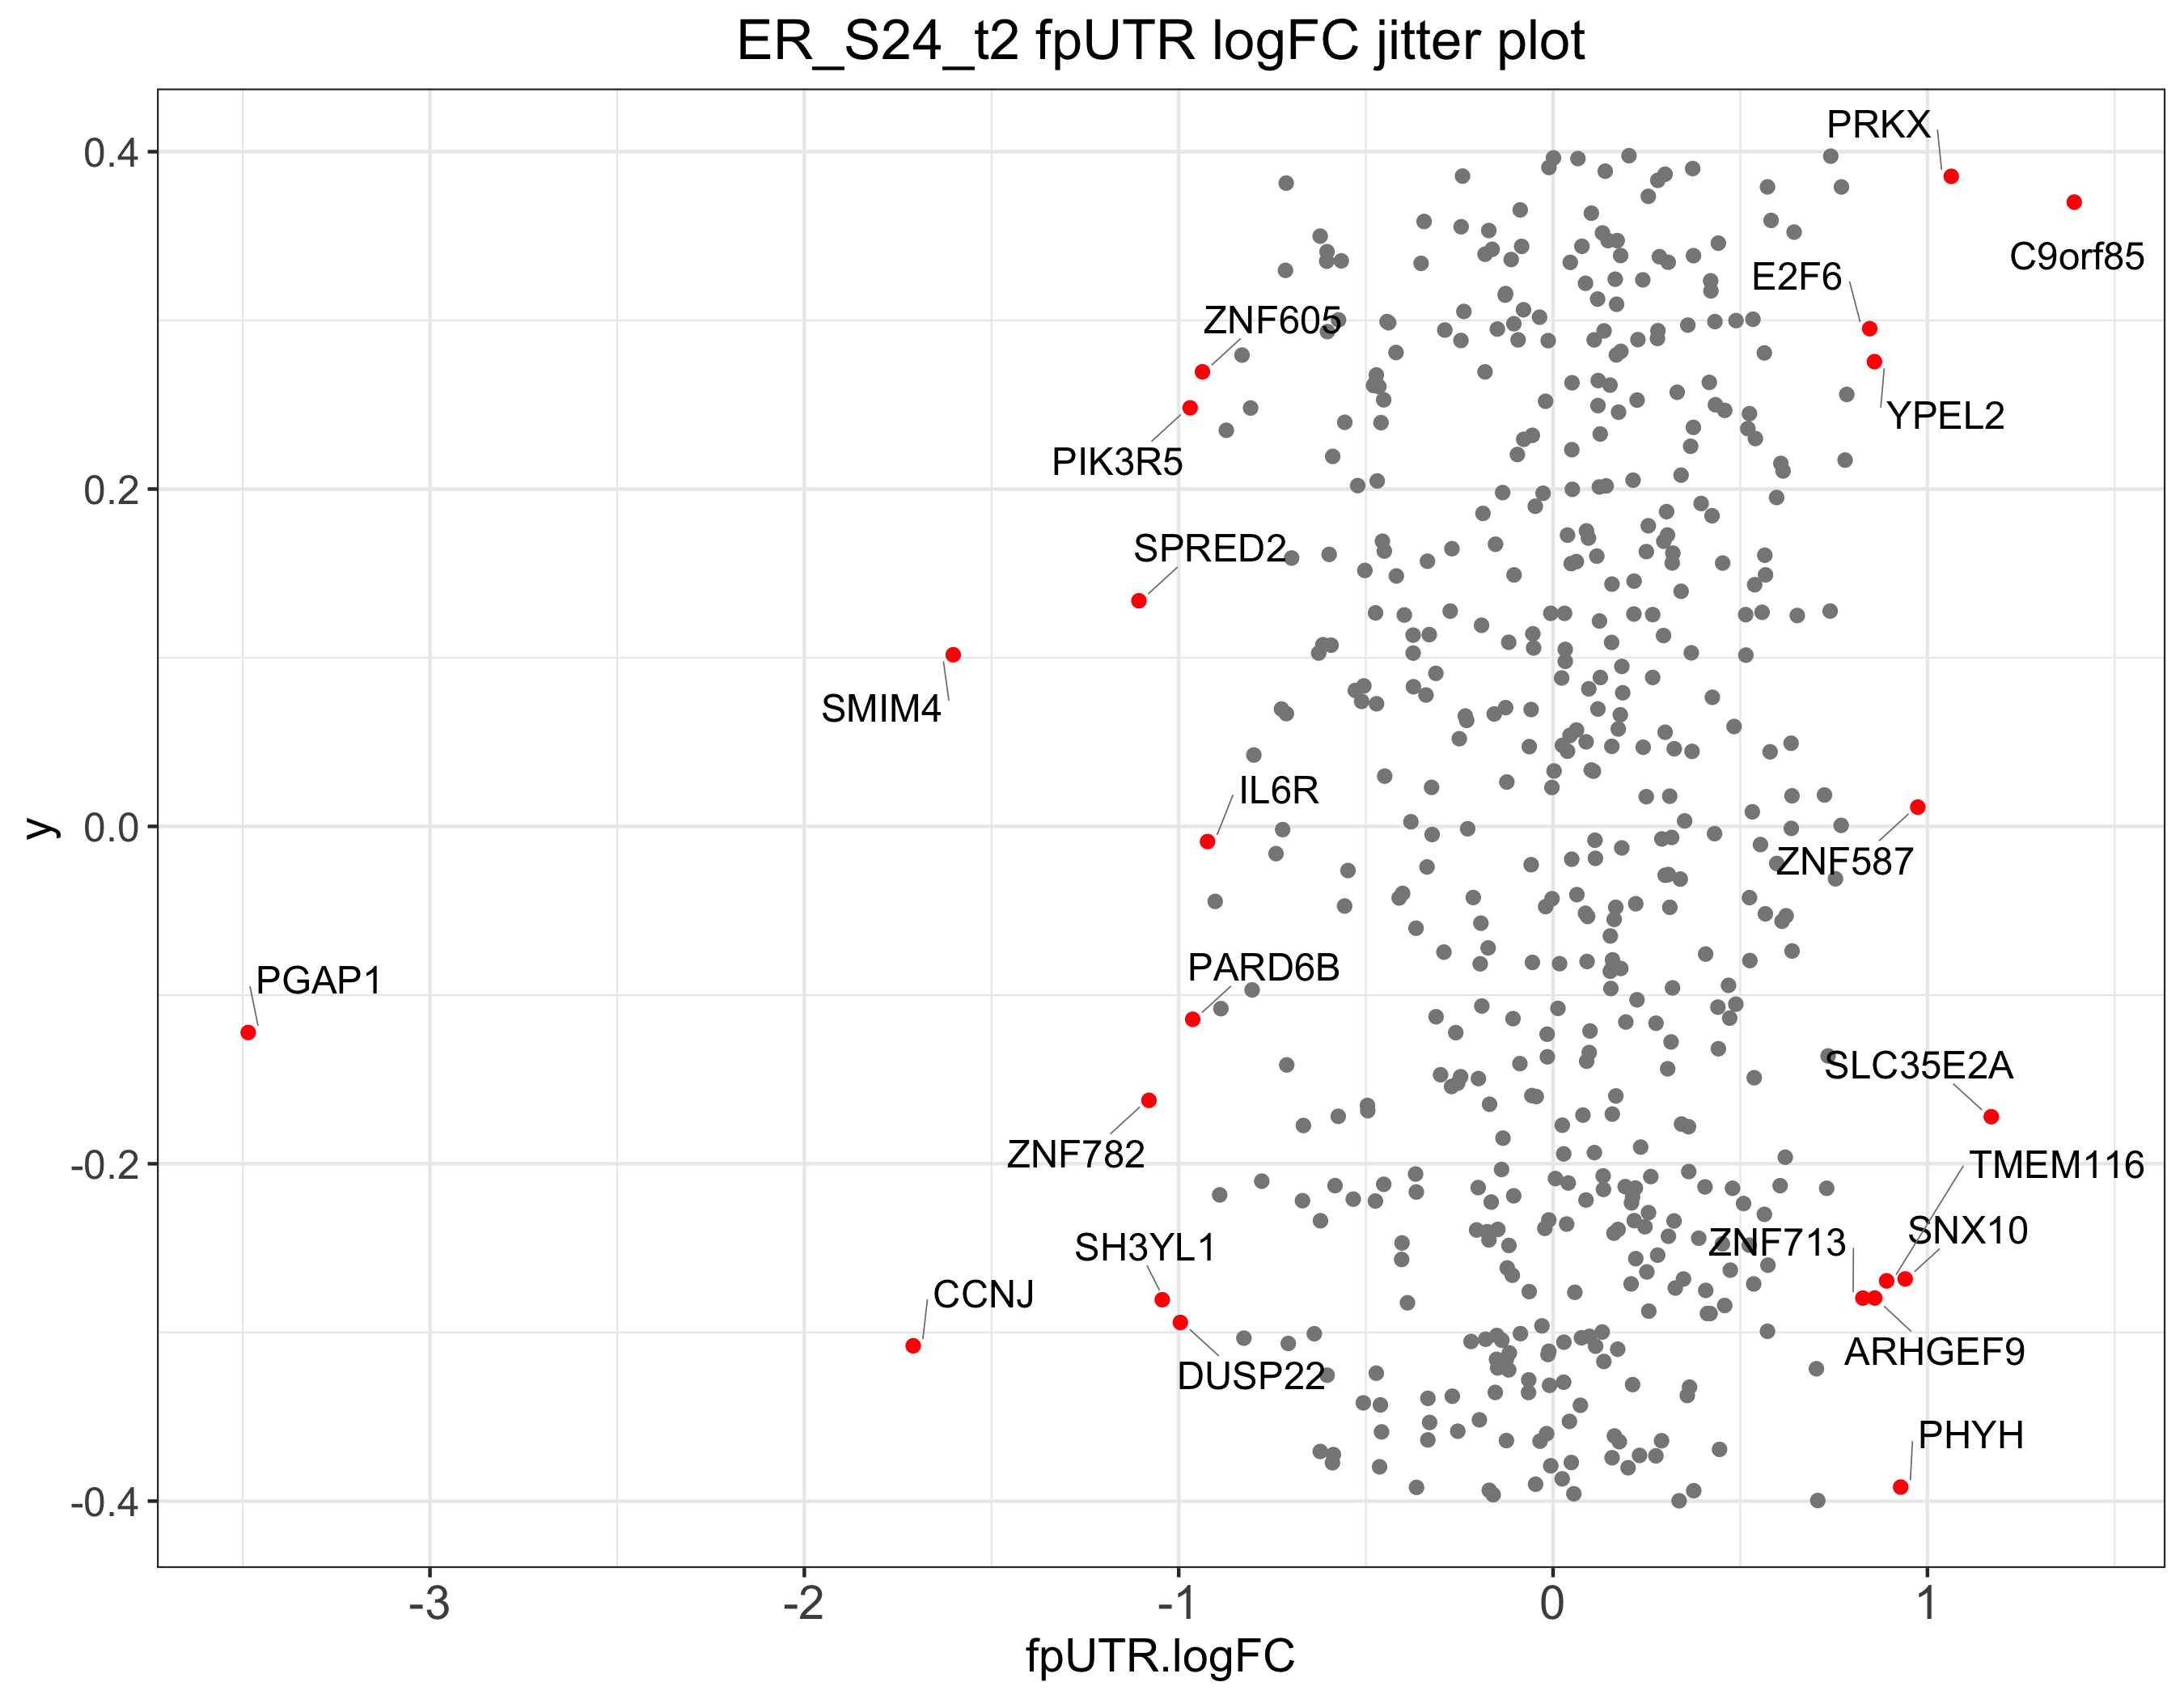 ER_S24_t2 fpUTR logFC jitter plot
PRKX
0.4
C9orf85
E2F6
ZNF605
YPEL2
PIK3R5
0.2
SPRED2
SMIM4
IL6R
y
0.0
ZNF587
PARD6B
PGAP1
SLC35E2A
ZNF782
-0.2
TMEM116
SNX10
ZNF713
SH3YL1
CCNJ
ARHGEF9
DUSP22
PHYH
-0.4
-3 -2 -1 0 1
fpUTR.logFC